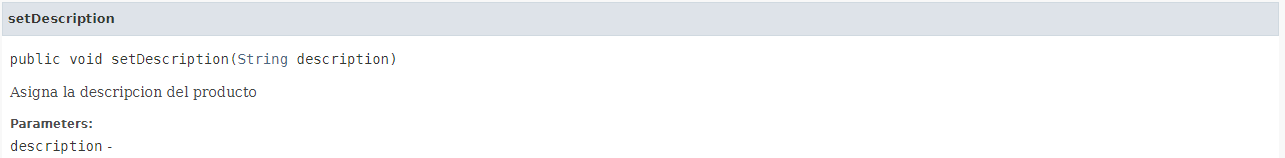 setDescription
public void setDescription(String description)
Asigna la descripcion del producto
Parameters:
description -